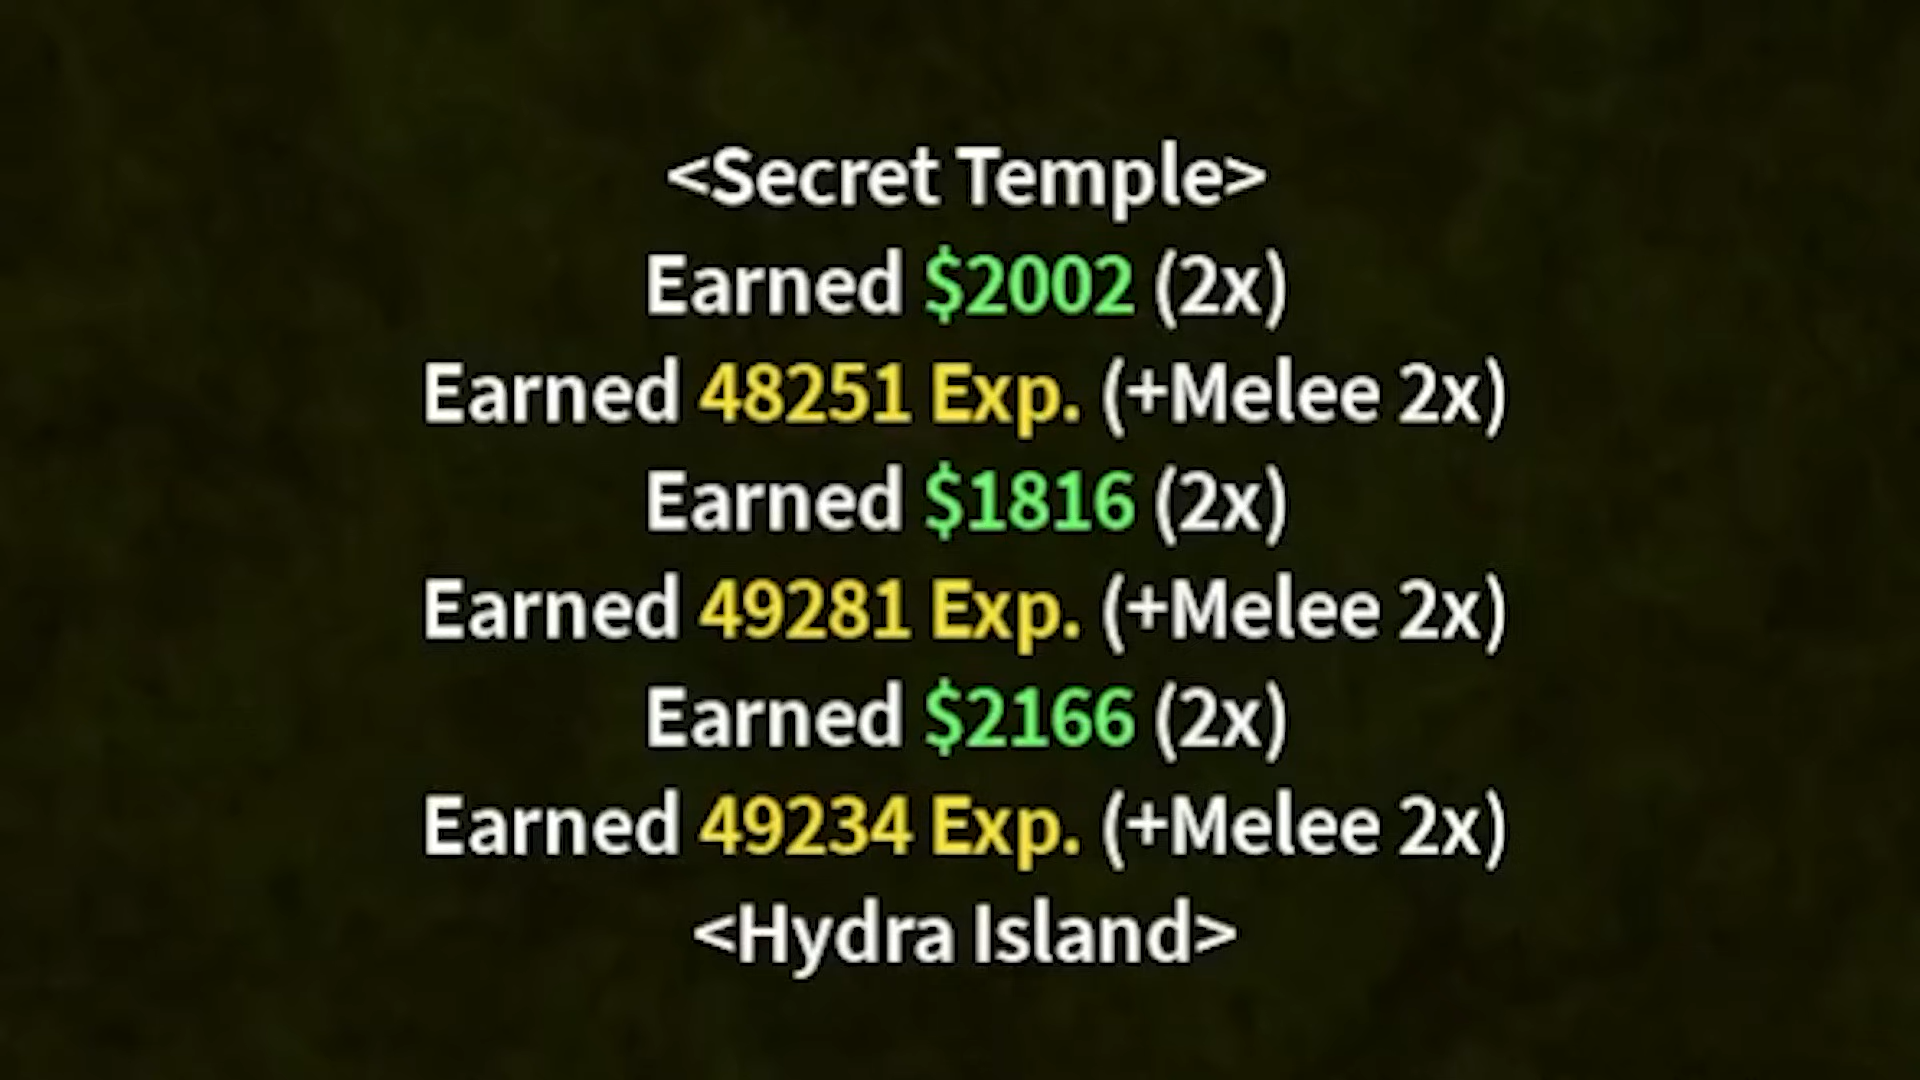 <Secret Temple>
Earned $2002 (2x)
Earned 48251 Exp. (+Melee 2x)
Earned $1816 (2x)
Earned 49281 Exp. (+Melee 2x)
Earned $2166 (2x)
Earned 49234 Exp. (+Melee 2x)
<Hydra Island>